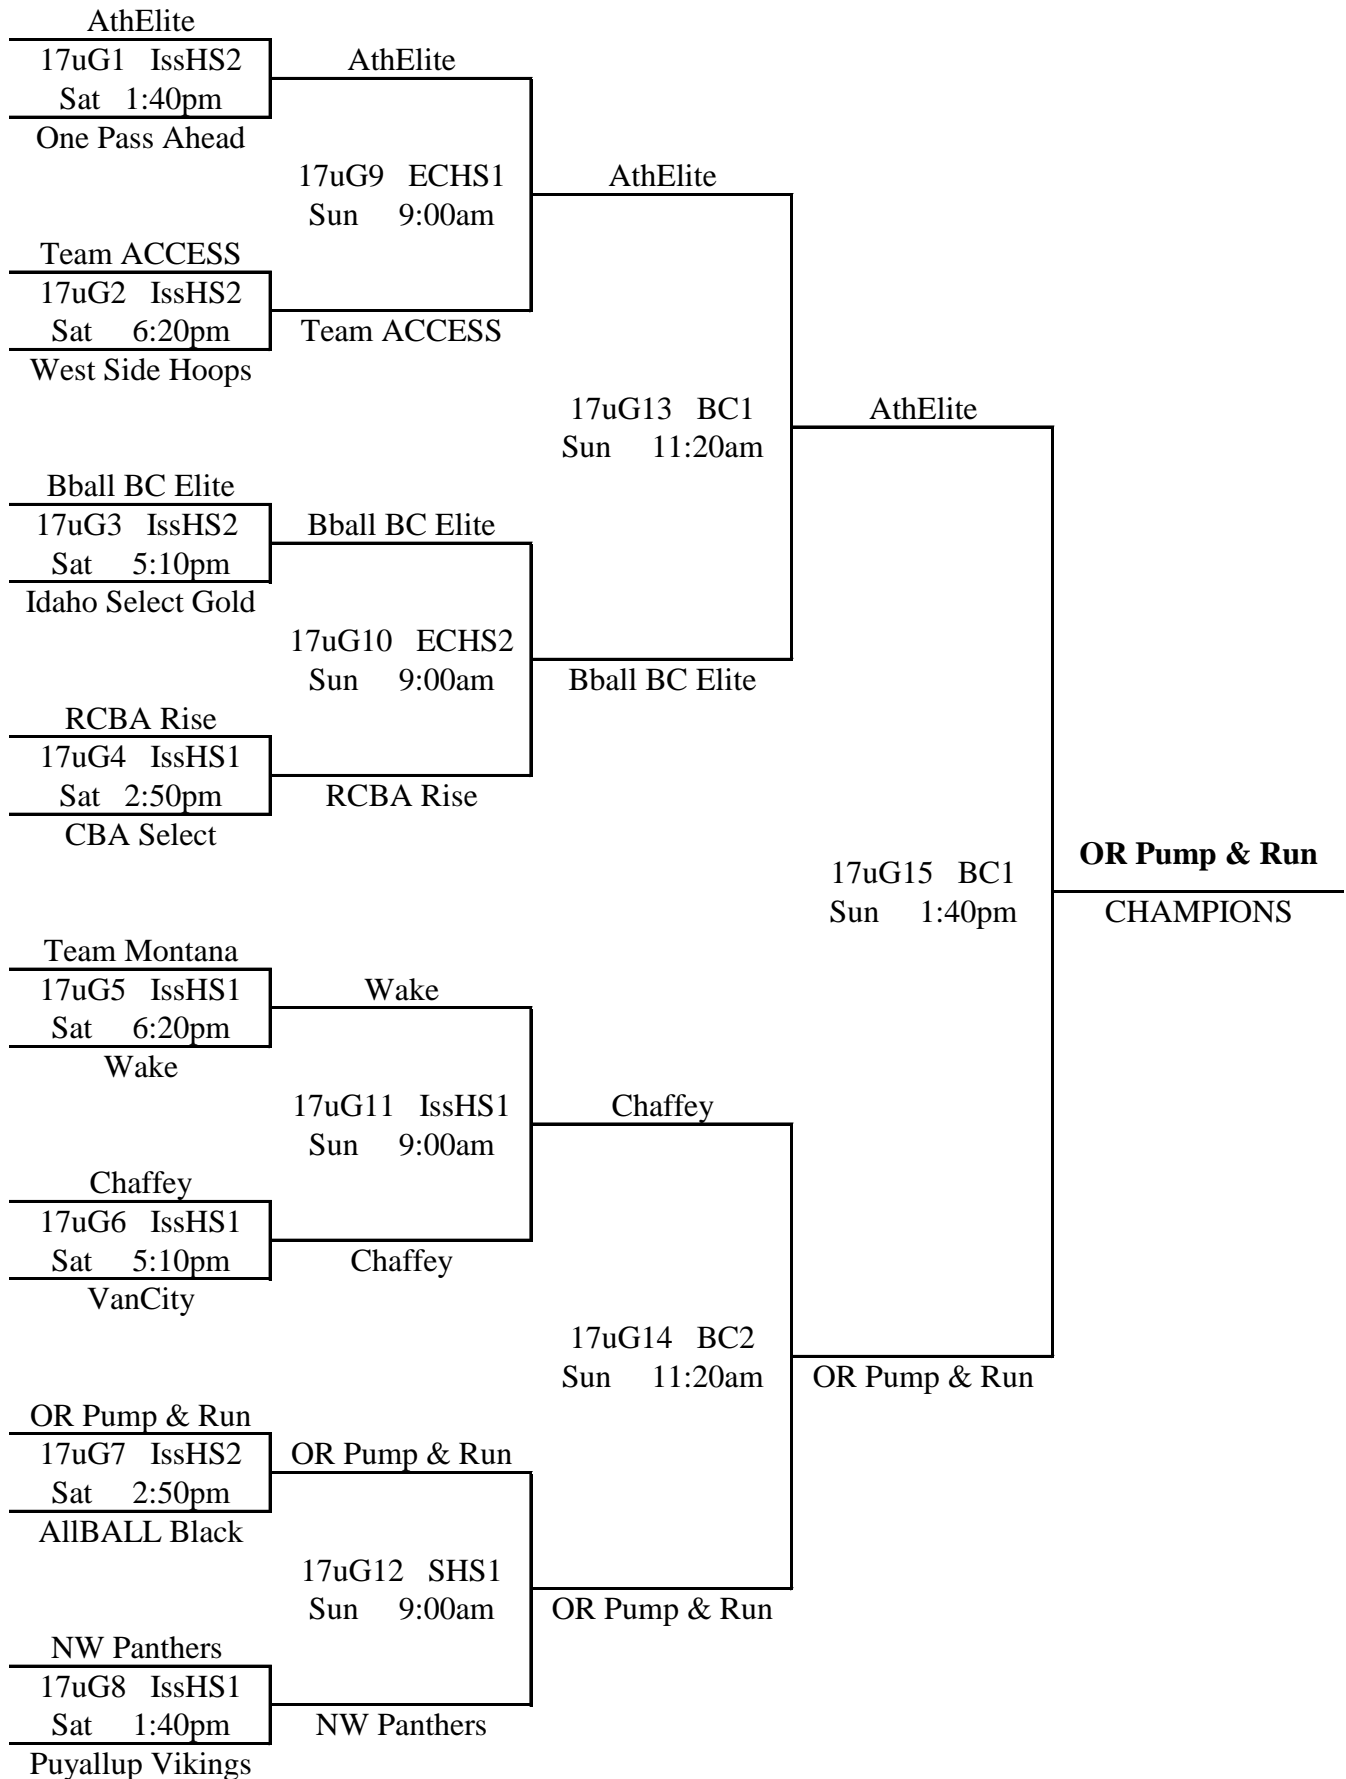 AthElite
17uG1 IssHS2
AthElite
Sat 1:40pm
One Pass Ahead
17uG9 ECHS1
AthElite
Sun 9:00am
Team ACCESS
17uG2 IssHS2
Sat 6:20pm
Team ACCESS
West Side Hoops
17uG13 BC1
AthElite
Sun 11:20am
Bball BC Elite
17uG3 IssHS2
Bball BC Elite
Sat 5:10pm
Idaho Select Gold
17uG10 ECHS2
Sun 9:00am
Bball BC Elite
RCBA Rise
17uG4 IssHS1
Sat 2:50pm
RCBA Rise
CBA Select
OR Pump & Run
17uG15 BC1
Sun 1:40pm
CHAMPIONS
Team Montana
17uG5 IssHS1
Wake
Sat 6:20pm
Wake
17uG11 IssHS1
Chaffey
Sun 9:00am
Chaffey
17uG6 IssHS1
Sat 5:10pm
Chaffey
VanCity
17uG14 BC2
Sun 11:20am
OR Pump & Run
OR Pump & Run
17uG7 IssHS2
OR Pump & Run
Sat 2:50pm
AllBALL Black
17uG12 SHS1
Sun 9:00am
OR Pump & Run
NW Panthers
17uG8 IssHS1
Sat 1:40pm
NW Panthers
Puyallup Vikings